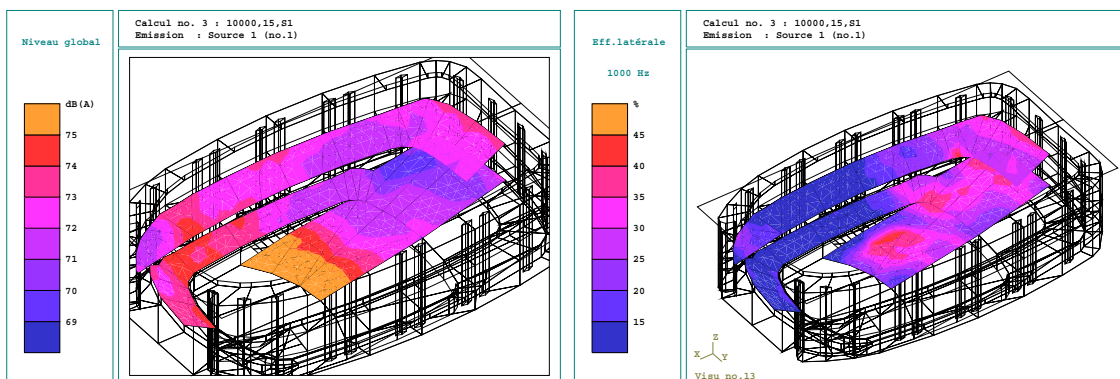 Niveau global
dB(A)
75
74
73
72
71
70
69
Calcul no. 3 : 10000,15,S1
Emission  : Source 1 (no.1)
Eff.latérale
1000 Hz
%
45
40
35
30
25
20
15
Calcul no. 3 : 10000,15,S1
Emission  : Source 1 (no.1)
Z
X
Y
Visu no.13